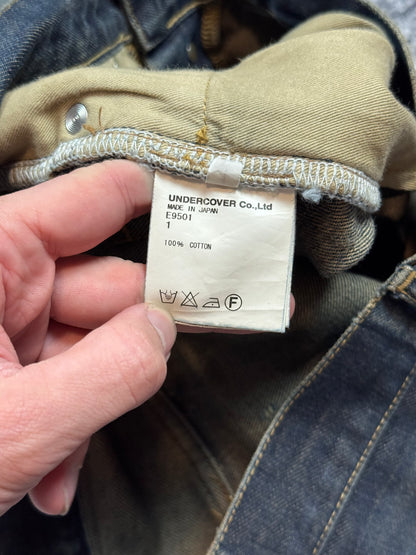 UNDERCOVER Co.,Ltd
MADE IN JAPAN
E9501
1
100% COTTON
F